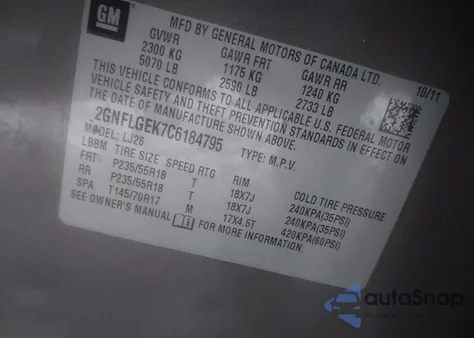 GM
MFD BY GENERAL MOTORS OF CANADA LTD.
10/11
GVWR GAWR FRT GAWR RR
2300 KG 1175 KG 1240 KG
5070 LB 2590 LB 2733 LB
THIS VEHICLE CONFORMS TO ALL APPLICABLE U.S. FEDERAL MOTOR
VEHICLE SAFETY AND THEFT PREVENTION STANDARDS IN EFFECT ON
THE DATE OF MANUFACTURE SHOWN ABOVE.
2GNFLGEK7C6184795 TYPE: M.P.V.
MODEL: LJ26
LBBM TIRE SIZE SPEED RTG RIM COLD TIRE PRESSURE
FRT P235/55R18 T 18X7J 240KPA(35PSI)
RR P235/55R18 T 18X7J 240KPA(35PSI)
SPA T145/70R17 M 17X4.5T 420KPA(60PSI)
SEE OWNER'S MANUAL FOR MORE INFORMATION.
autoSnap